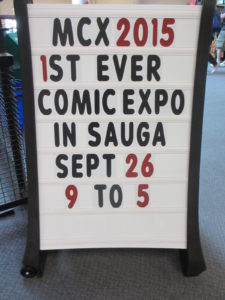 MCX 2015
1ST EVER
COMIC EXPO
IN SAUGA
SEPT 26
9 TO 5